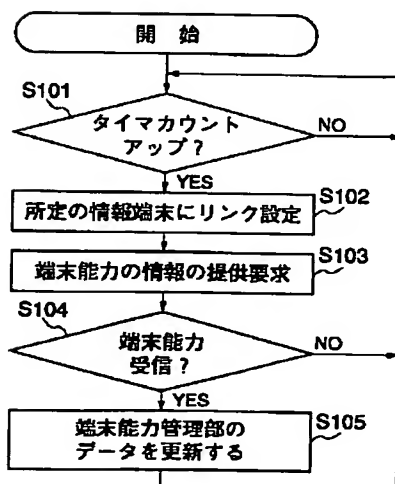 開 始
S101
タイマカウント
アップ?
NO
YES
S102
所定の情報端末にリンク設定
S103
端末能力の情報の提供要求
S104
端末能力
受信?
NO
YES
S105
端末能力管理部の
データを更新する